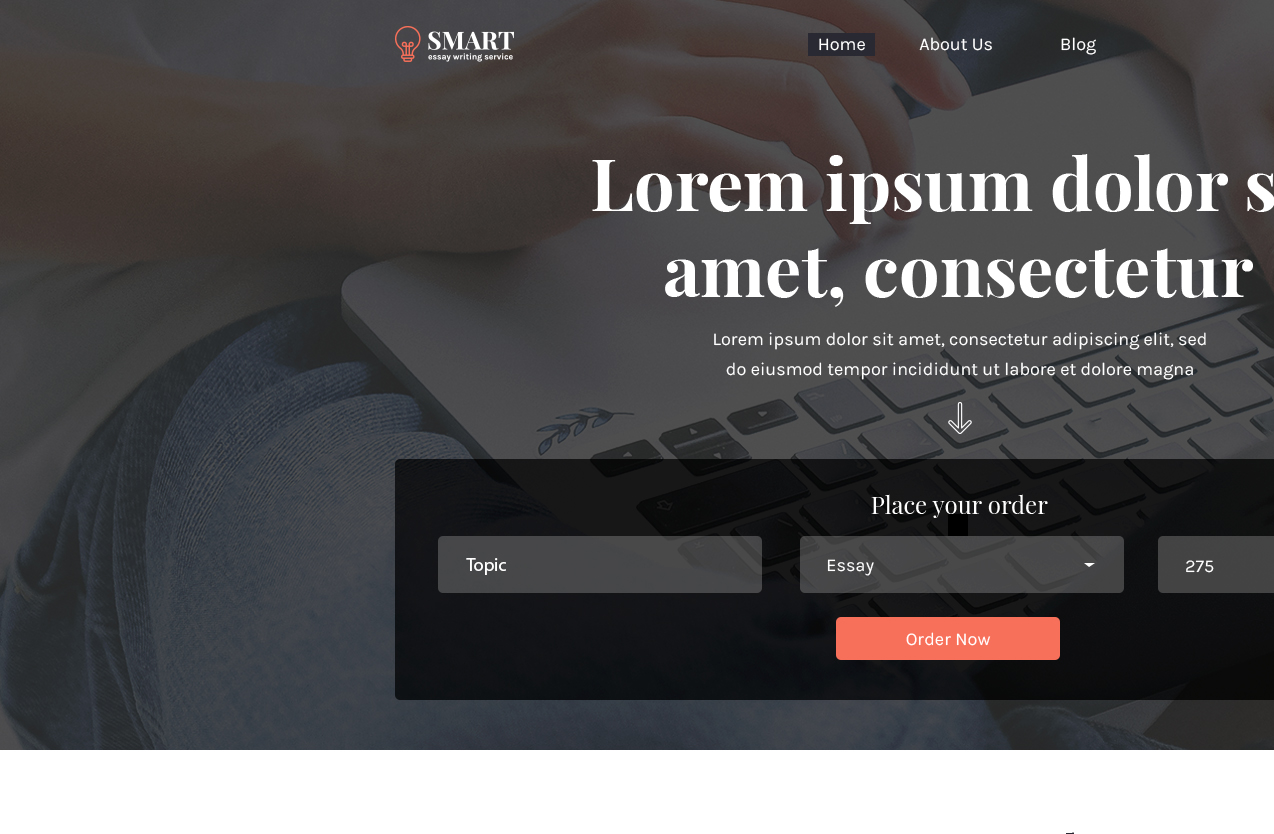 SMART
essay writing service
Home About Us Blog
Lorem ipsum dolor s
amet, consectetur
Lorem ipsum dolor sit amet, consectetur adipiscing elit, sed
do eiusmod tempor incididunt ut labore et dolore magna
Place your order
Topic Essay 275
Order Now